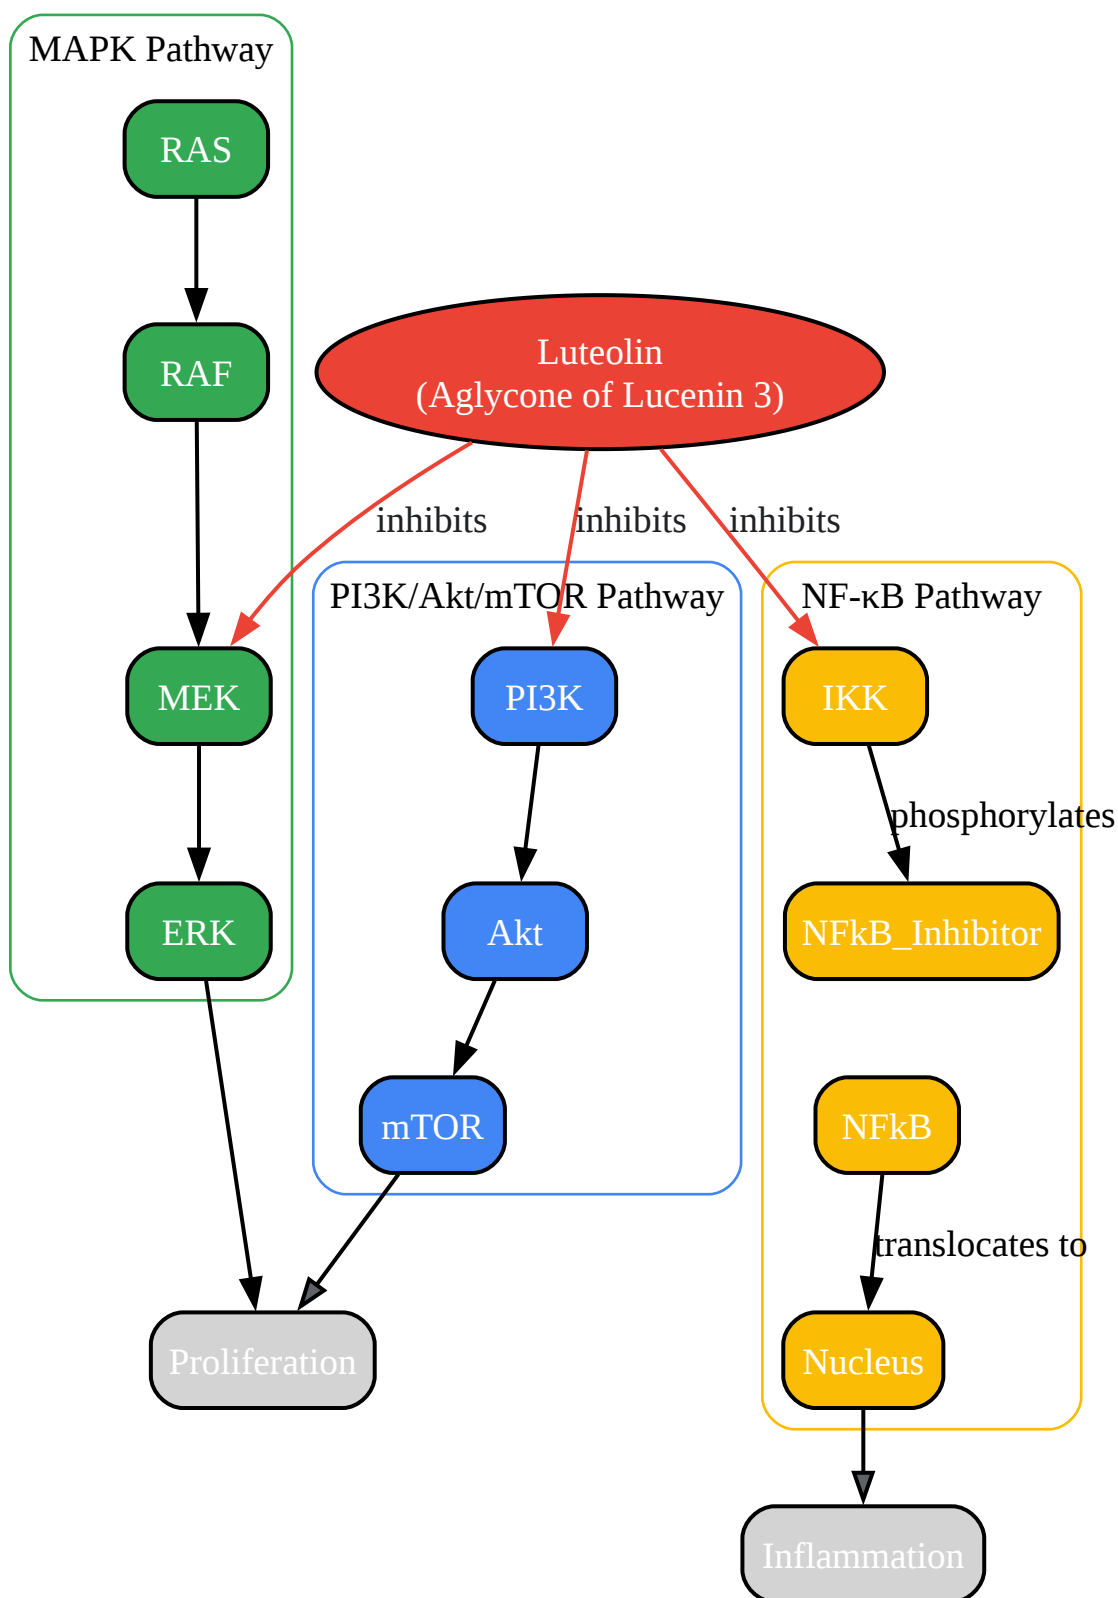 MAPK Pathway
RAS
RAF
Luteolin
(Aglycone of Lucenin 3)
inhibits
inhibits
inhibits
PI3K/Akt/mTOR Pathway
NF-κB Pathway
MEK
PI3K
IKK
phosphorylates
ERK
Akt
NFkB_Inhibitor
mTOR
NFkB
translocates to
Proliferation
Nucleus
Inflammation